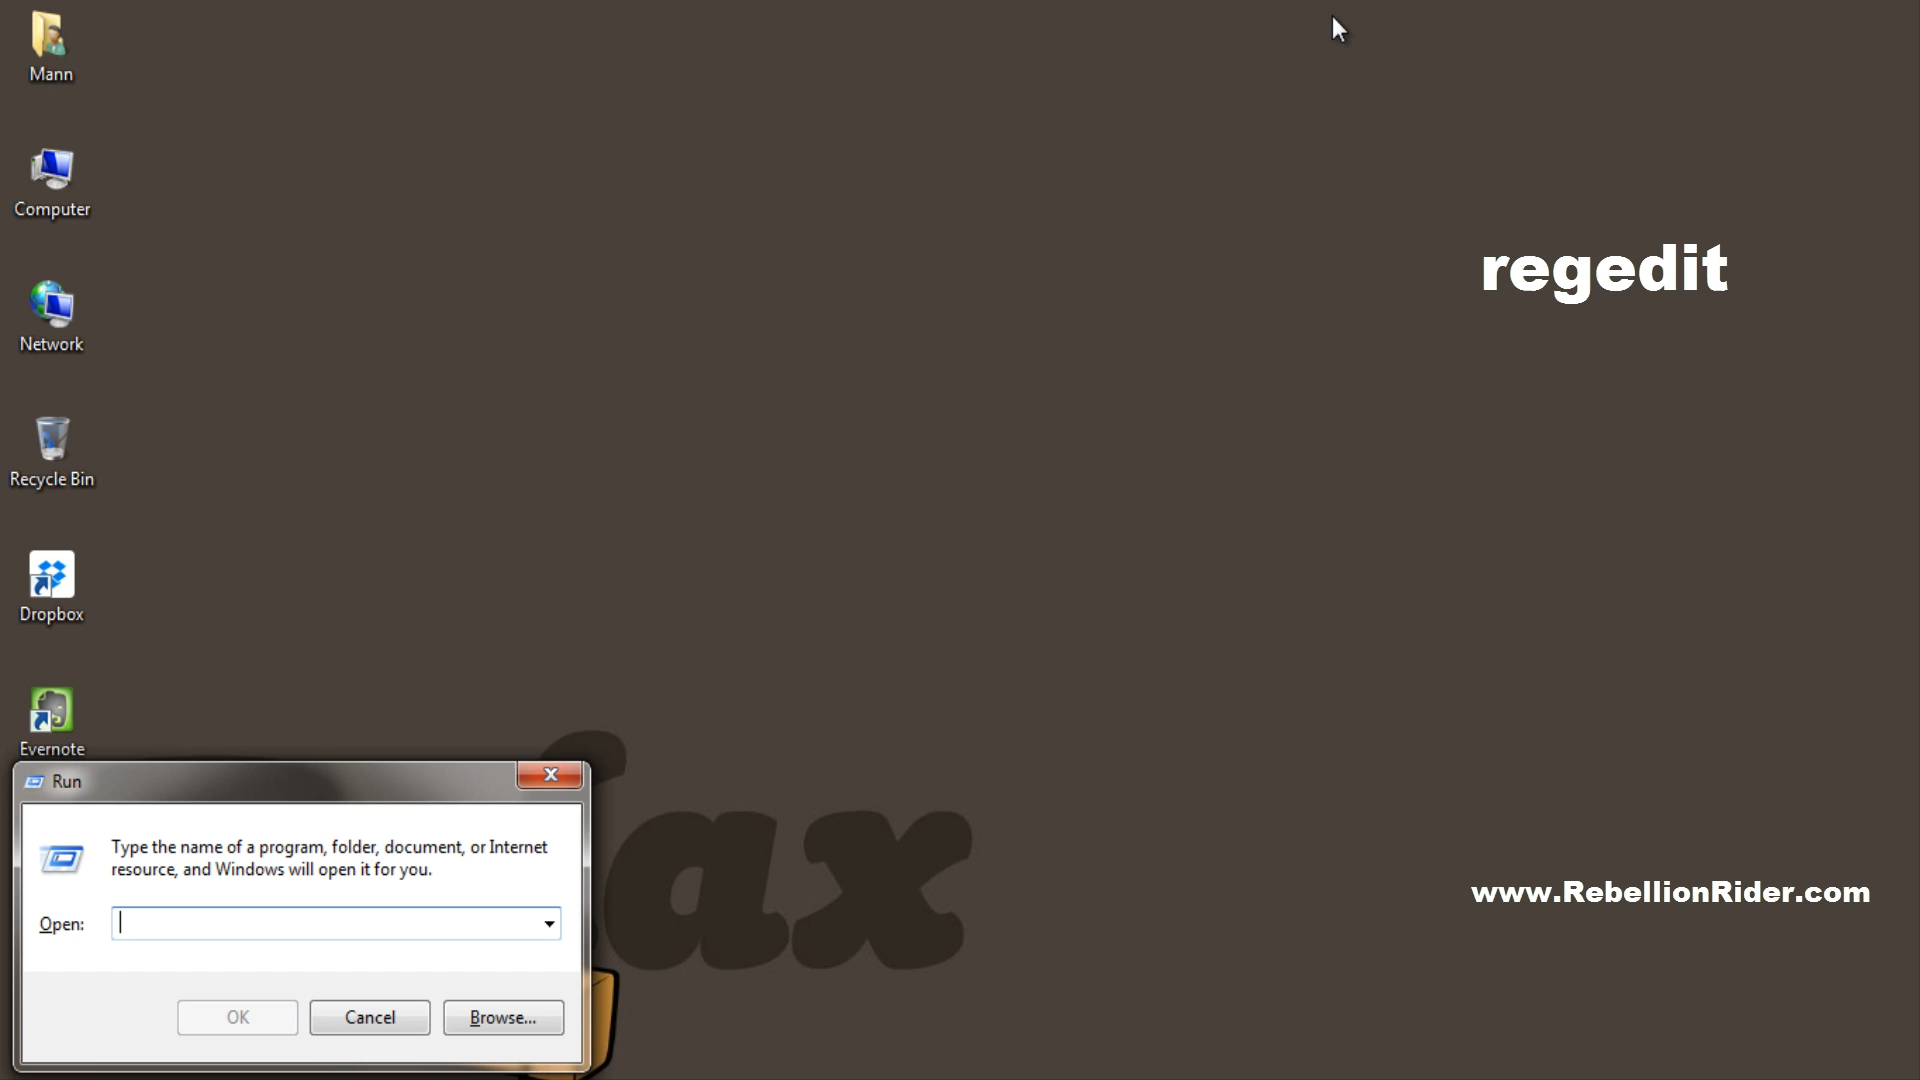 Mann
Computer
Network
Recycle Bin
Dropbox
Evernote
regedit
Run
X
Type the name of a program, folder, document, or Internet
resource, and Windows will open it for you.
Open:
OK
Cancel
Browse...
ax
www.RebellionRider.com